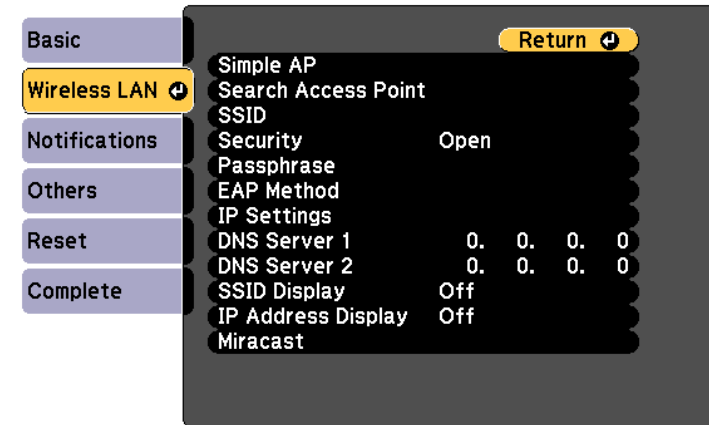 Basic
Wireless LAN
Notifications
Others
Reset
Complete
Return
Simple AP
Search Access Point
SSID
Security Open
Passphrase
EAP Method
IP Settings
DNS Server 1 0. 0. 0. 0
DNS Server 2 0. 0. 0. 0
SSID Display Off
IP Address Display Off
Miracast